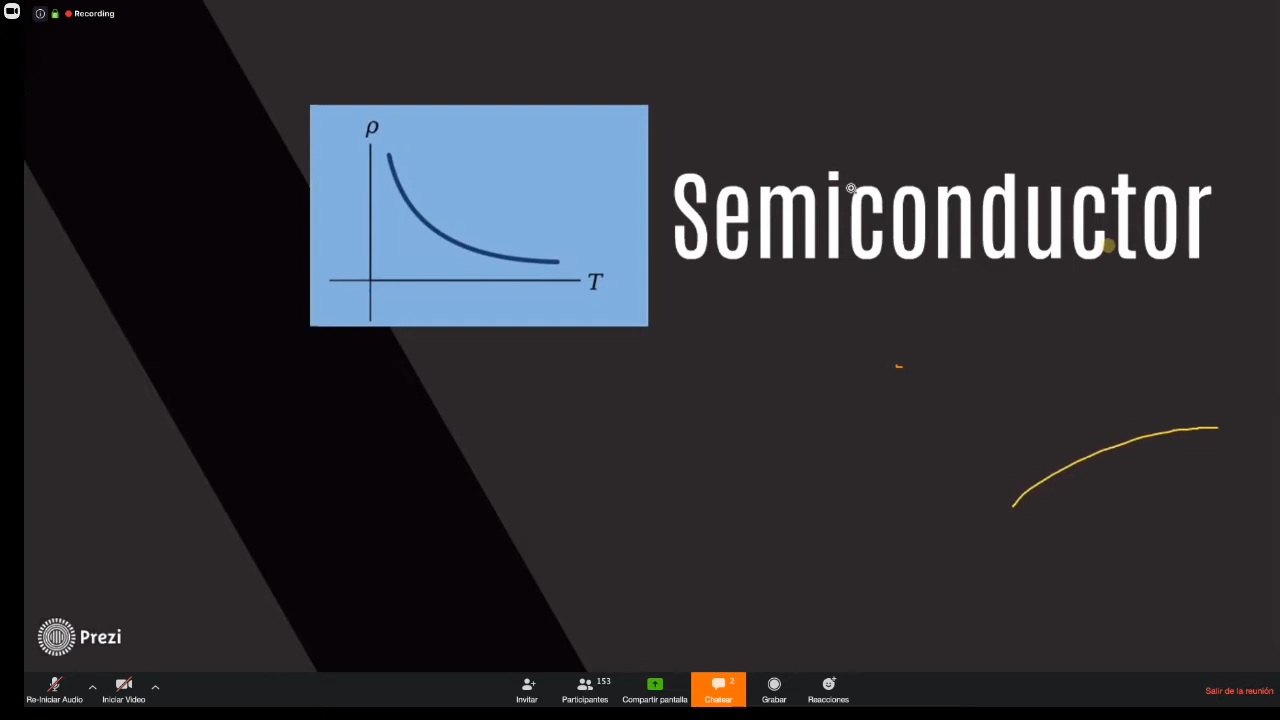 Recording
ρ
Semiconductor
T
Prezi
153
2
Re-Iniciar Audio
Iniciar Video
Invitar
Participantes
Compartir pantalla
Chatear
Grabar
Reacciones
Salir de la reunión